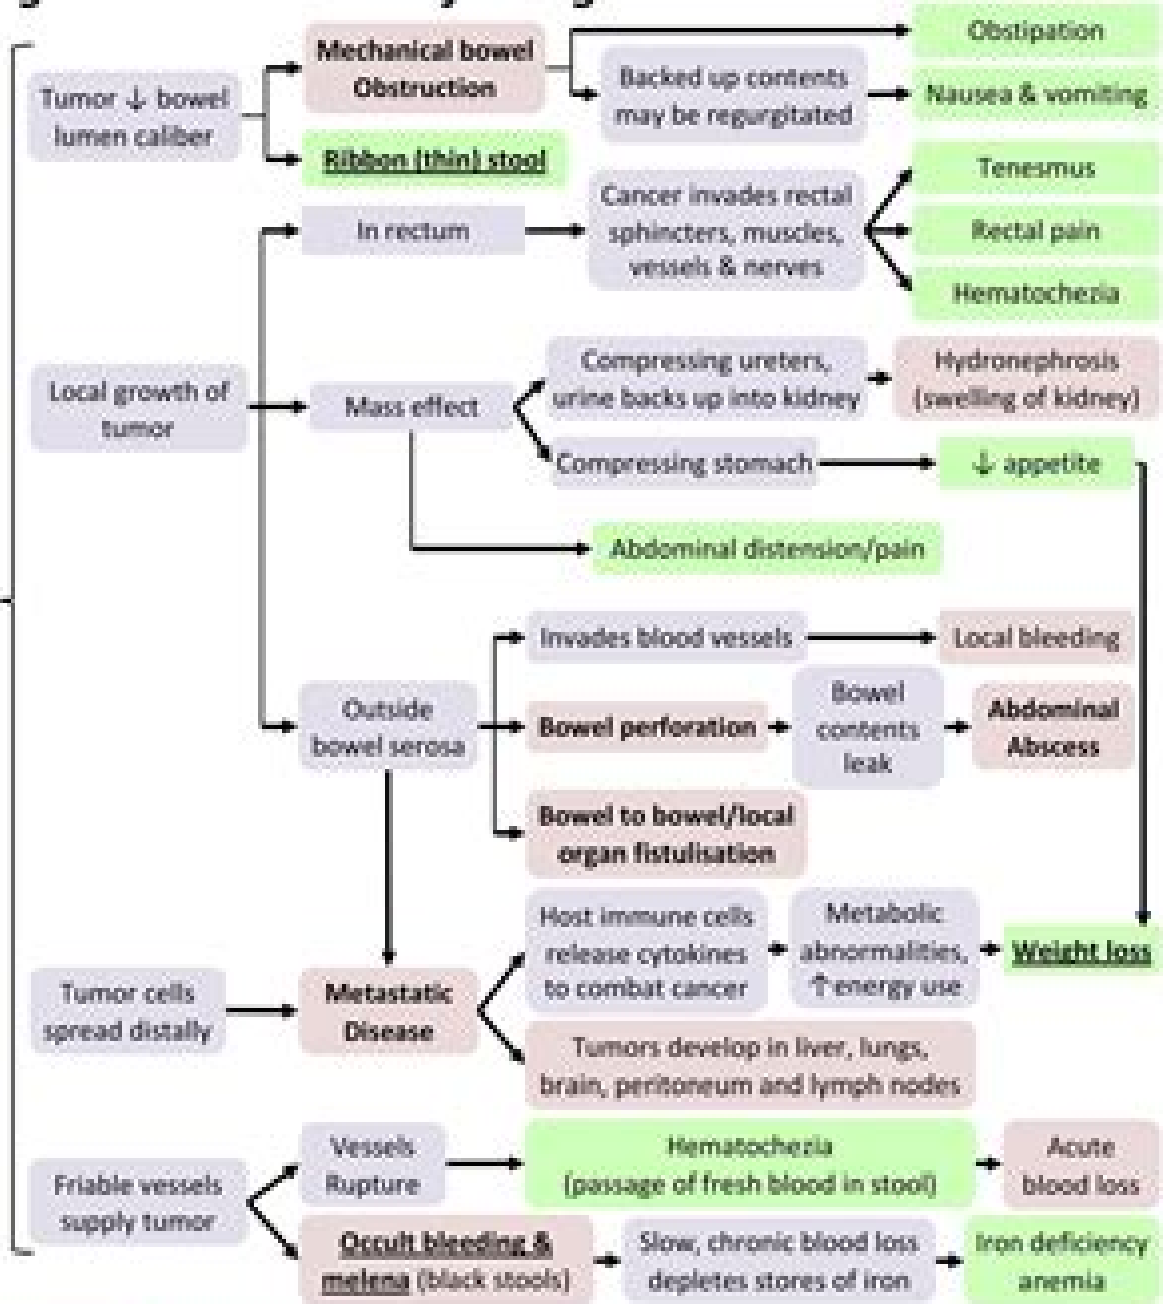 Tumor ↓ bowel
lumen caliber
Mechanical bowel
Obstruction
Ribbon (thin) stool
Backed up contents
may be regurgitated
Obstipation
Nausea & vomiting
Local growth of
tumor
In rectum
Cancer invades rectal
sphincters, muscles,
vessels & nerves
Tenesmus
Rectal pain
Hematochezia
Mass effect
Compressing ureters,
urine backs up into kidney
Hydronephrosis
(swelling of kidney)
Compressing stomach
↓ appetite
Abdominal distension/pain
Outside
bowel serosa
Invades blood vessels
Local bleeding
Bowel perforation
Bowel
contents
leak
Abdominal
Abscess
Bowel to bowel/local
organ fistulisation
Tumor cells
spread distally
Metastatic
Disease
Host immune cells
release cytokines
to combat cancer
Metabolic
abnormalities,
↑energy use
Weight loss
Tumors develop in liver, lungs,
brain, peritoneum and lymph nodes
Friable vessels
supply tumor
Vessels
Rupture
Hematochezia
(passage of fresh blood in stool)
Acute
blood loss
Occult bleeding &
melena (black stools)
Slow, chronic blood loss
depletes stores of iron
Iron deficiency
anemia